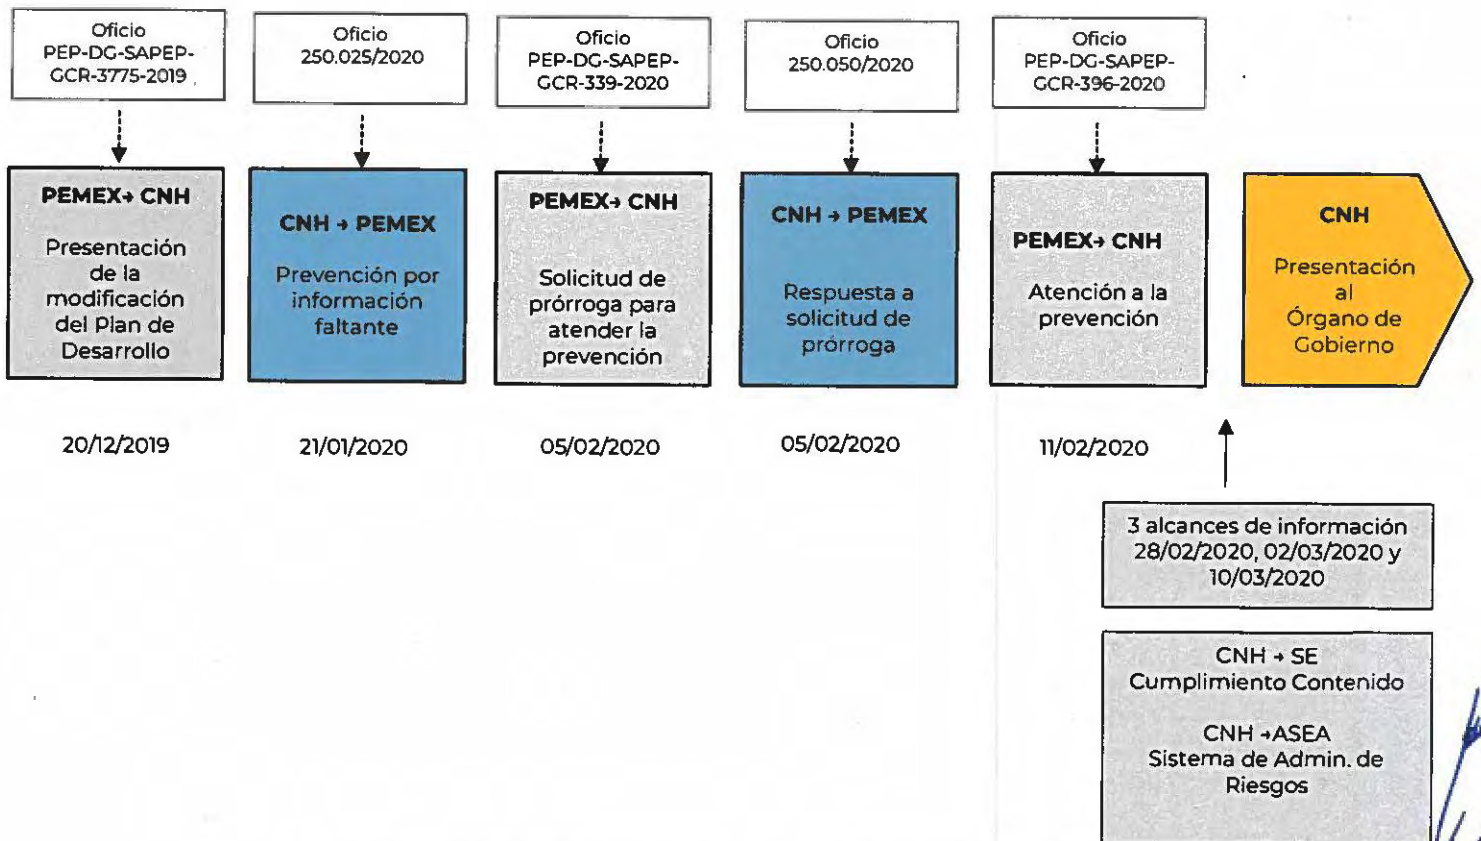 Oficio
PEP-DG-SAPEP-
GCR-3775-2019
Oficio
250.025/2020
Oficio
PEP-DG-SAPEP-
GCR-339-2020
Oficio
250.050/2020
Oficio
PEP-DG-SAPEP-
GCR-396-2020
PEMEX→ CNH
Presentación
de la
modificación
del Plan de
Desarrollo
CNH → PEMEX
Prevención por
información
faltante
PEMEX→ CNH
Solicitud de
prórroga para
atender la
prevención
CNH → PEMEX
Respuesta a
solicitud de
prórroga
PEMEX→ CNH
Atención a la
prevención
CNH
Presentación
al
Órgano de
Gobierno
20/12/2019
21/01/2020
05/02/2020
05/02/2020
11/02/2020
3 alcances de información
28/02/2020, 02/03/2020 y
10/03/2020
CNH → SE
Cumplimiento Contenido
CNH →ASEA
Sistema de Admin. de
Riesgos